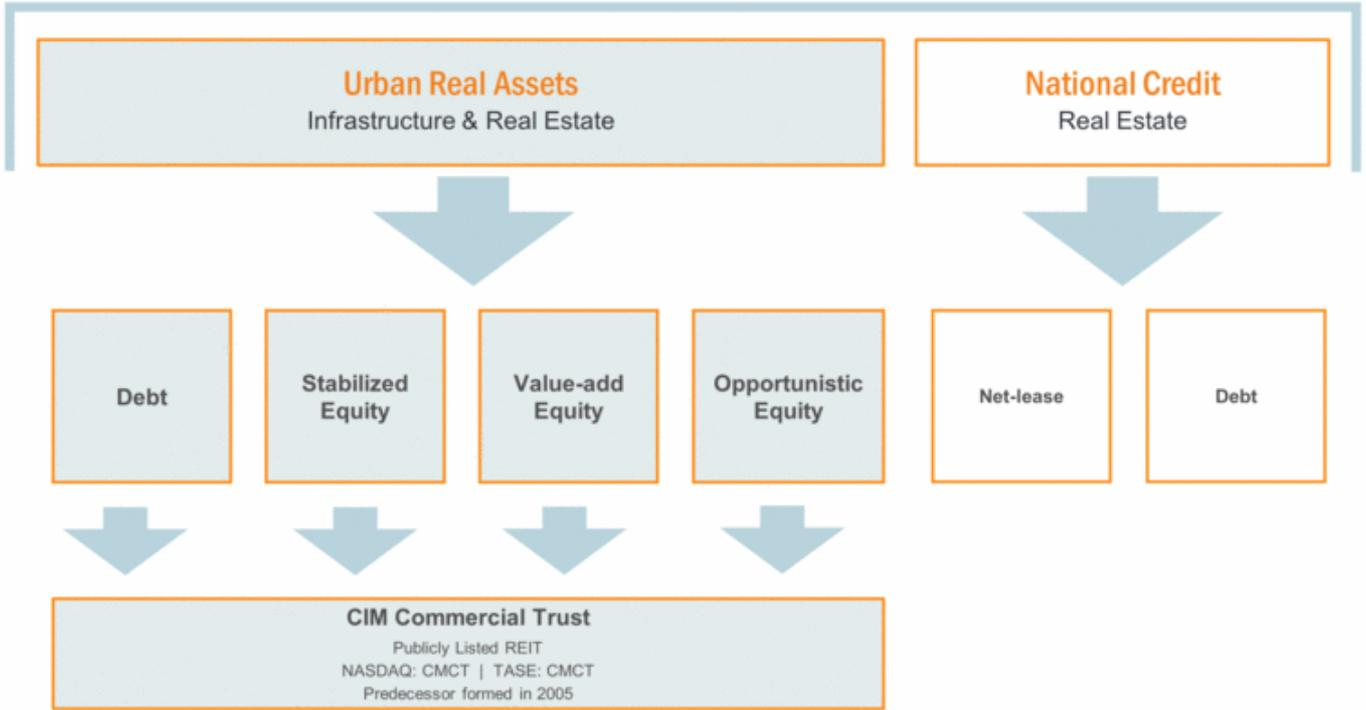 Urban Real Assets
Infrastructure & Real Estate
National Credit
Real Estate
Debt
Stabilized
Equity
Value-add
Equity
Opportunistic
Equity
Net-lease
Debt
CIM Commercial Trust
Publicly Listed REIT
NASDAQ: CMCT | TASE: CMCT
Predecessor formed in 2005